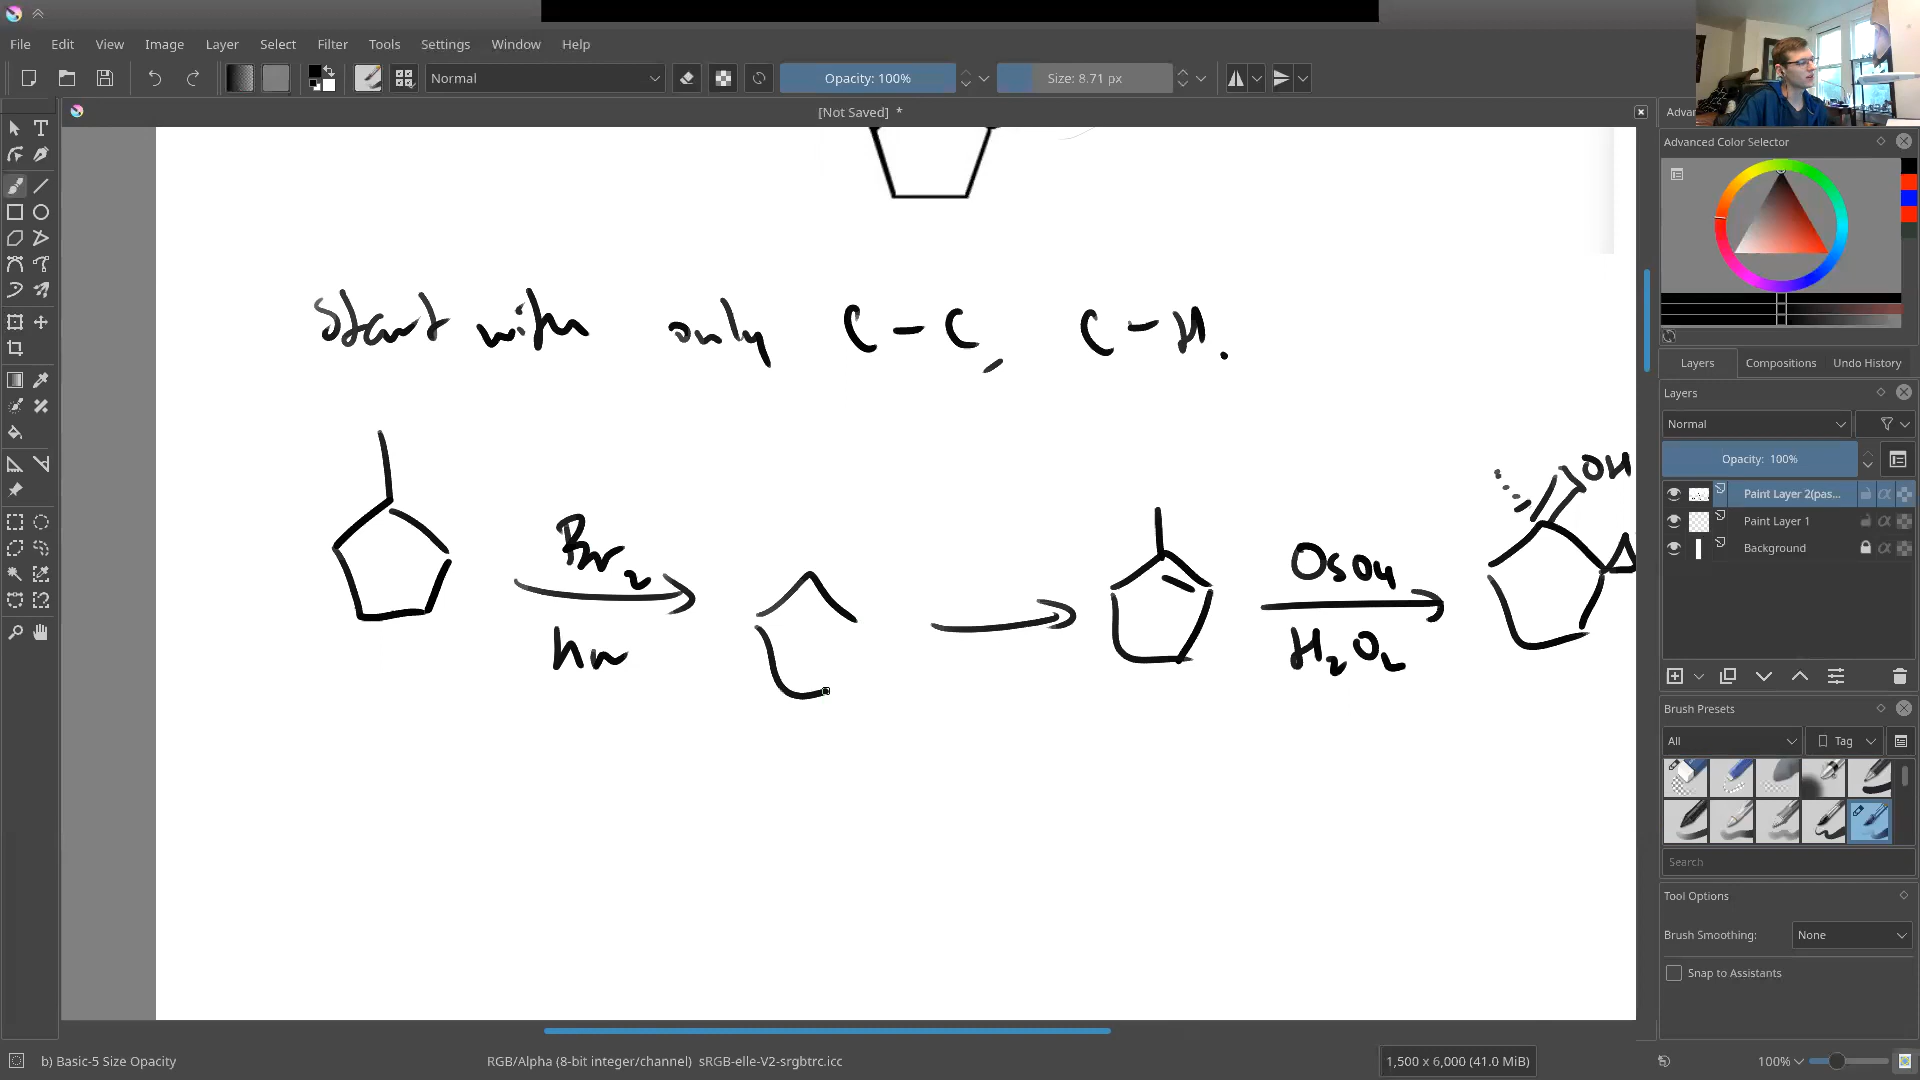 File Edit View Image Layer Select Filter Tools Settings Window Help
Normal
Opacity: 100%
Size: 8.71 px
[Not Saved] *
Advan
Advanced Color Selector
start with only C-C, C-H.
Layers Compositions Undo History
Layers
Normal
Opacity: 100%
Paint Layer 2(pas...
Paint Layer 1
Background
OH
Br2
hν
OsO4
H2O2
Brush Presets
All
Tag
Search
Tool Options
Brush Smoothing: None
Snap to Assistants
b) Basic-5 Size Opacity
RGB/Alpha (8-bit integer/channel) sRGB-elle-V2-srgbtrc.icc
1,500 x 6,000 (41.0 MiB)
100%